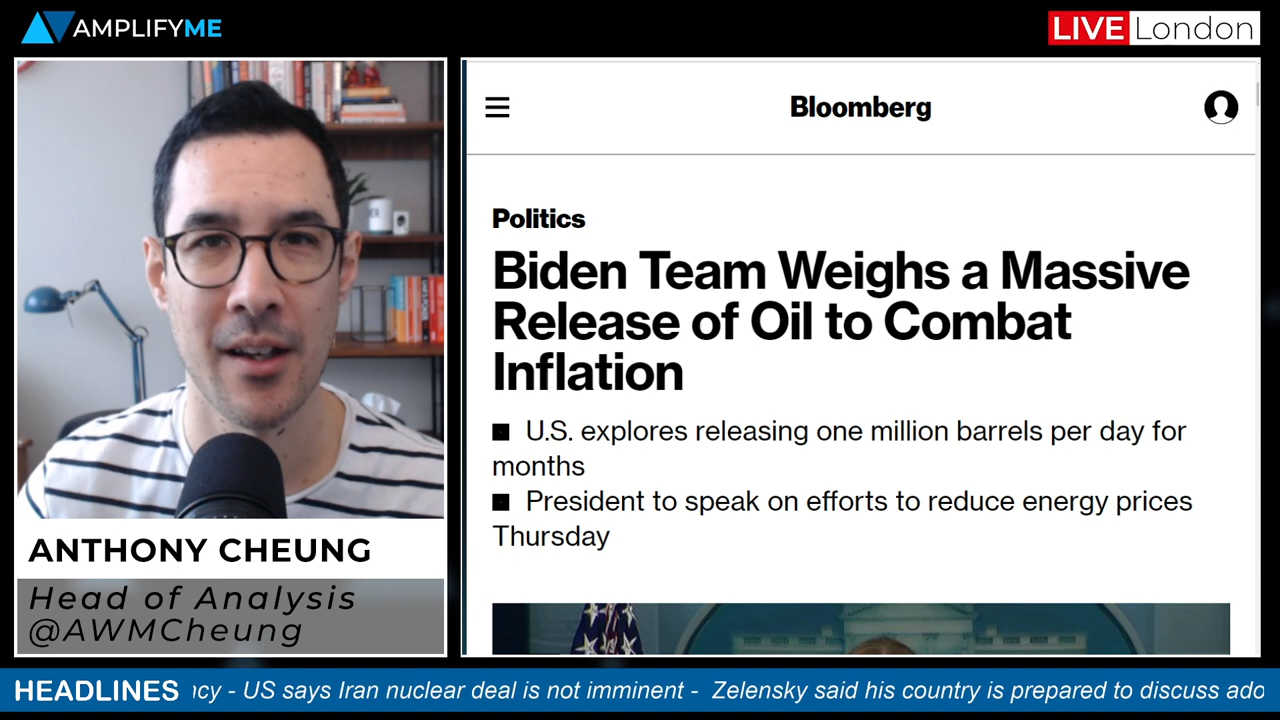 AMPLIFYME
LIVE London
Bloomberg
Politics
Biden Team Weighs a Massive
Release of Oil to Combat
Inflation
U.S. explores releasing one million barrels per day for
months
President to speak on efforts to reduce energy prices
Thursday
ANTHONY CHEUNG
Head of Analysis
@AWMCheung
HEADLINES ncy - US says Iran nuclear deal is not imminent - Zelensky said his country is prepared to discuss ado